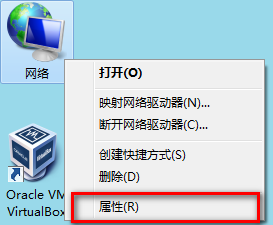 网络
打开(O)
映射网络驱动器(N)...
断开网络驱动器(C)...
创建快捷方式(S)
删除(D)
属性(R)
VM
Oracle VM
VirtualBox